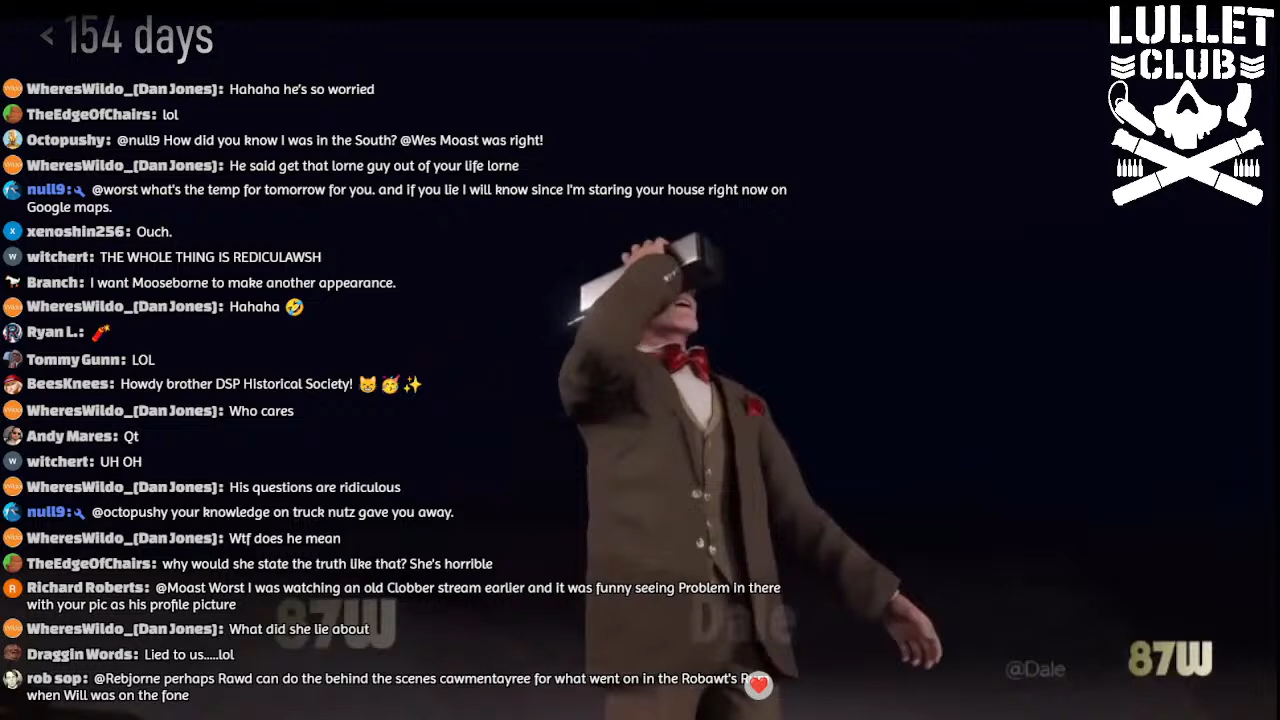 < 154 days
LULLET
CLUB
WheresWildo_[Dan Jones]: Hahaha he's so worried
TheEdgeOfChairs: lol
Octopushy: @null9 How did you know I was in the South? @Wes Moast was right!
WheresWildo_[Dan Jones]: He said get that lorne guy out of your life lorne
null9: @worst what's the temp for tomorrow for you. and if you lie I will know since I'm staring your house right now on
Google maps.
xenoshin256: Ouch.
witchert: THE WHOLE THING IS REDICULAWSH
Branch: I want Mooseborne to make another appearance.
WheresWildo_[Dan Jones]: Hahaha 🤣
Ryan L.: 🧨
Tommy Gunn: LOL
BeesKnees: Howdy brother DSP Historical Society! 😸🥳✨
WheresWildo_[Dan Jones]: Who cares
Andy Mares: Qt
witchert: UH OH
WheresWildo_[Dan Jones]: His questions are ridiculous
null9: @octopushy your knowledge on truck nutz gave you away.
WheresWildo_[Dan Jones]: Wtf does he mean
TheEdgeOfChairs: why would she state the truth like that? She's horrible
Richard Roberts: @Moast Worst I was watching an old Clobber stream earlier and it was funny seeing Problem in there
with your pic as his profile picture
WheresWildo_[Dan Jones]: What did she lie about
Draggin Words: Lied to us.....lol
rob sop: @Rebjorne perhaps Rawd can do the behind the scenes cawmentayree for what went on in the Robawt's
when Will was on the fone
87W
Dale
@Dale
87W